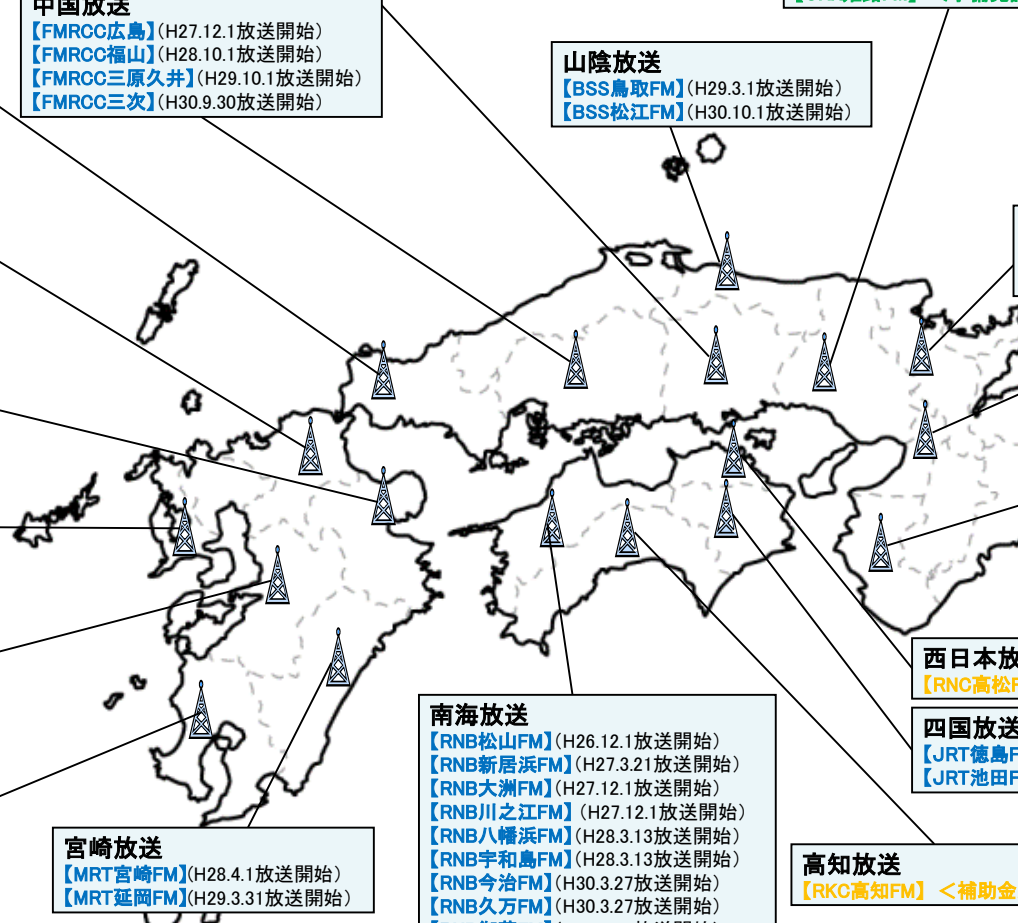 中国放送
【FMRCC広島】(H27.12.1放送開始)
【FMRCC福山】(H28.10.1放送開始)
【FMRCC三原久井】(H29.10.1放送開始)
【FMRCC三次】(H30.9.30放送開始)
山陰放送
【BSS鳥取FM】(H29.3.1放送開始)
【BSS松江FM】(H30.10.1放送開始)
西日本放
【RNC高松F
四国放送
【JRT徳島F
【JRT池田F
南海放送
【RNB松山FM】(H26.12.1放送開始)
【RNB新居浜FM】(H27.3.21放送開始)
【RNB大洲FM】(H27.12.1放送開始)
【RNB川之江FM】(H27.12.1放送開始)
【RNB八幡浜FM】(H28.3.13放送開始)
【RNB宇和島FM】(H28.3.13放送開始)
【RNB今治FM】(H30.3.27放送開始)
【RNB久万FM】(H30.3.27放送開始)
宮崎放送
【MRT宮崎FM】(H28.4.1放送開始)
【MRT延岡FM】(H29.3.31放送開始)
高知放送
【RKC高知FM】 <補助金